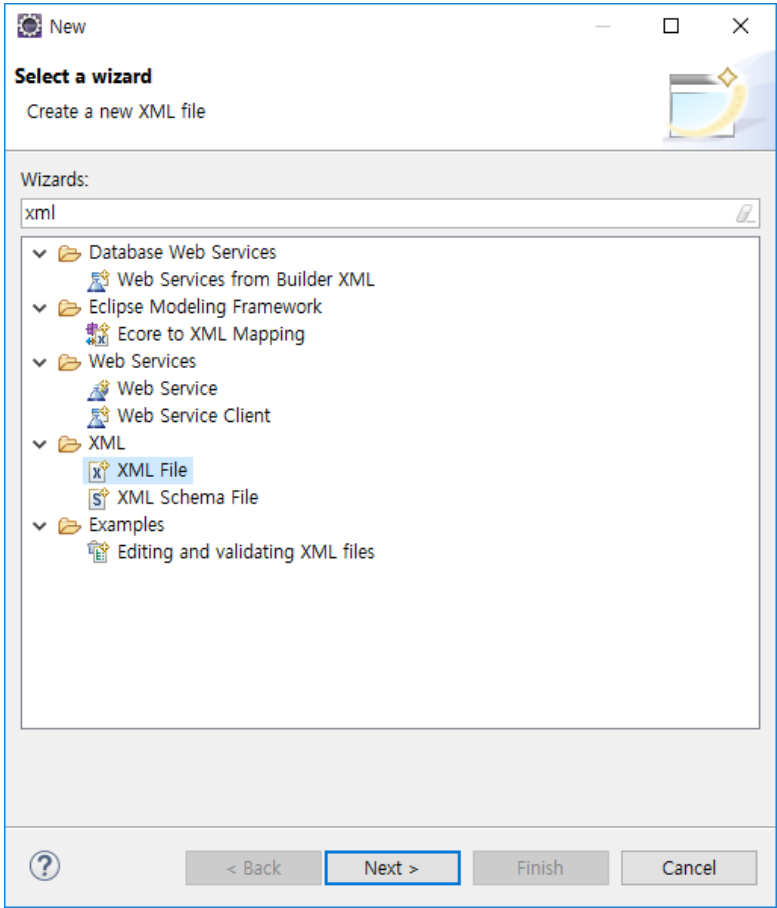 New
Select a wizard
Create a new XML file
Wizards:
xml
Database Web Services
Web Services from Builder XML
Eclipse Modeling Framework
Ecore to XML Mapping
Web Services
Web Service
Web Service Client
XML
XML File
XML Schema File
Examples
Editing and validating XML files
< Back Next > Finish Cancel